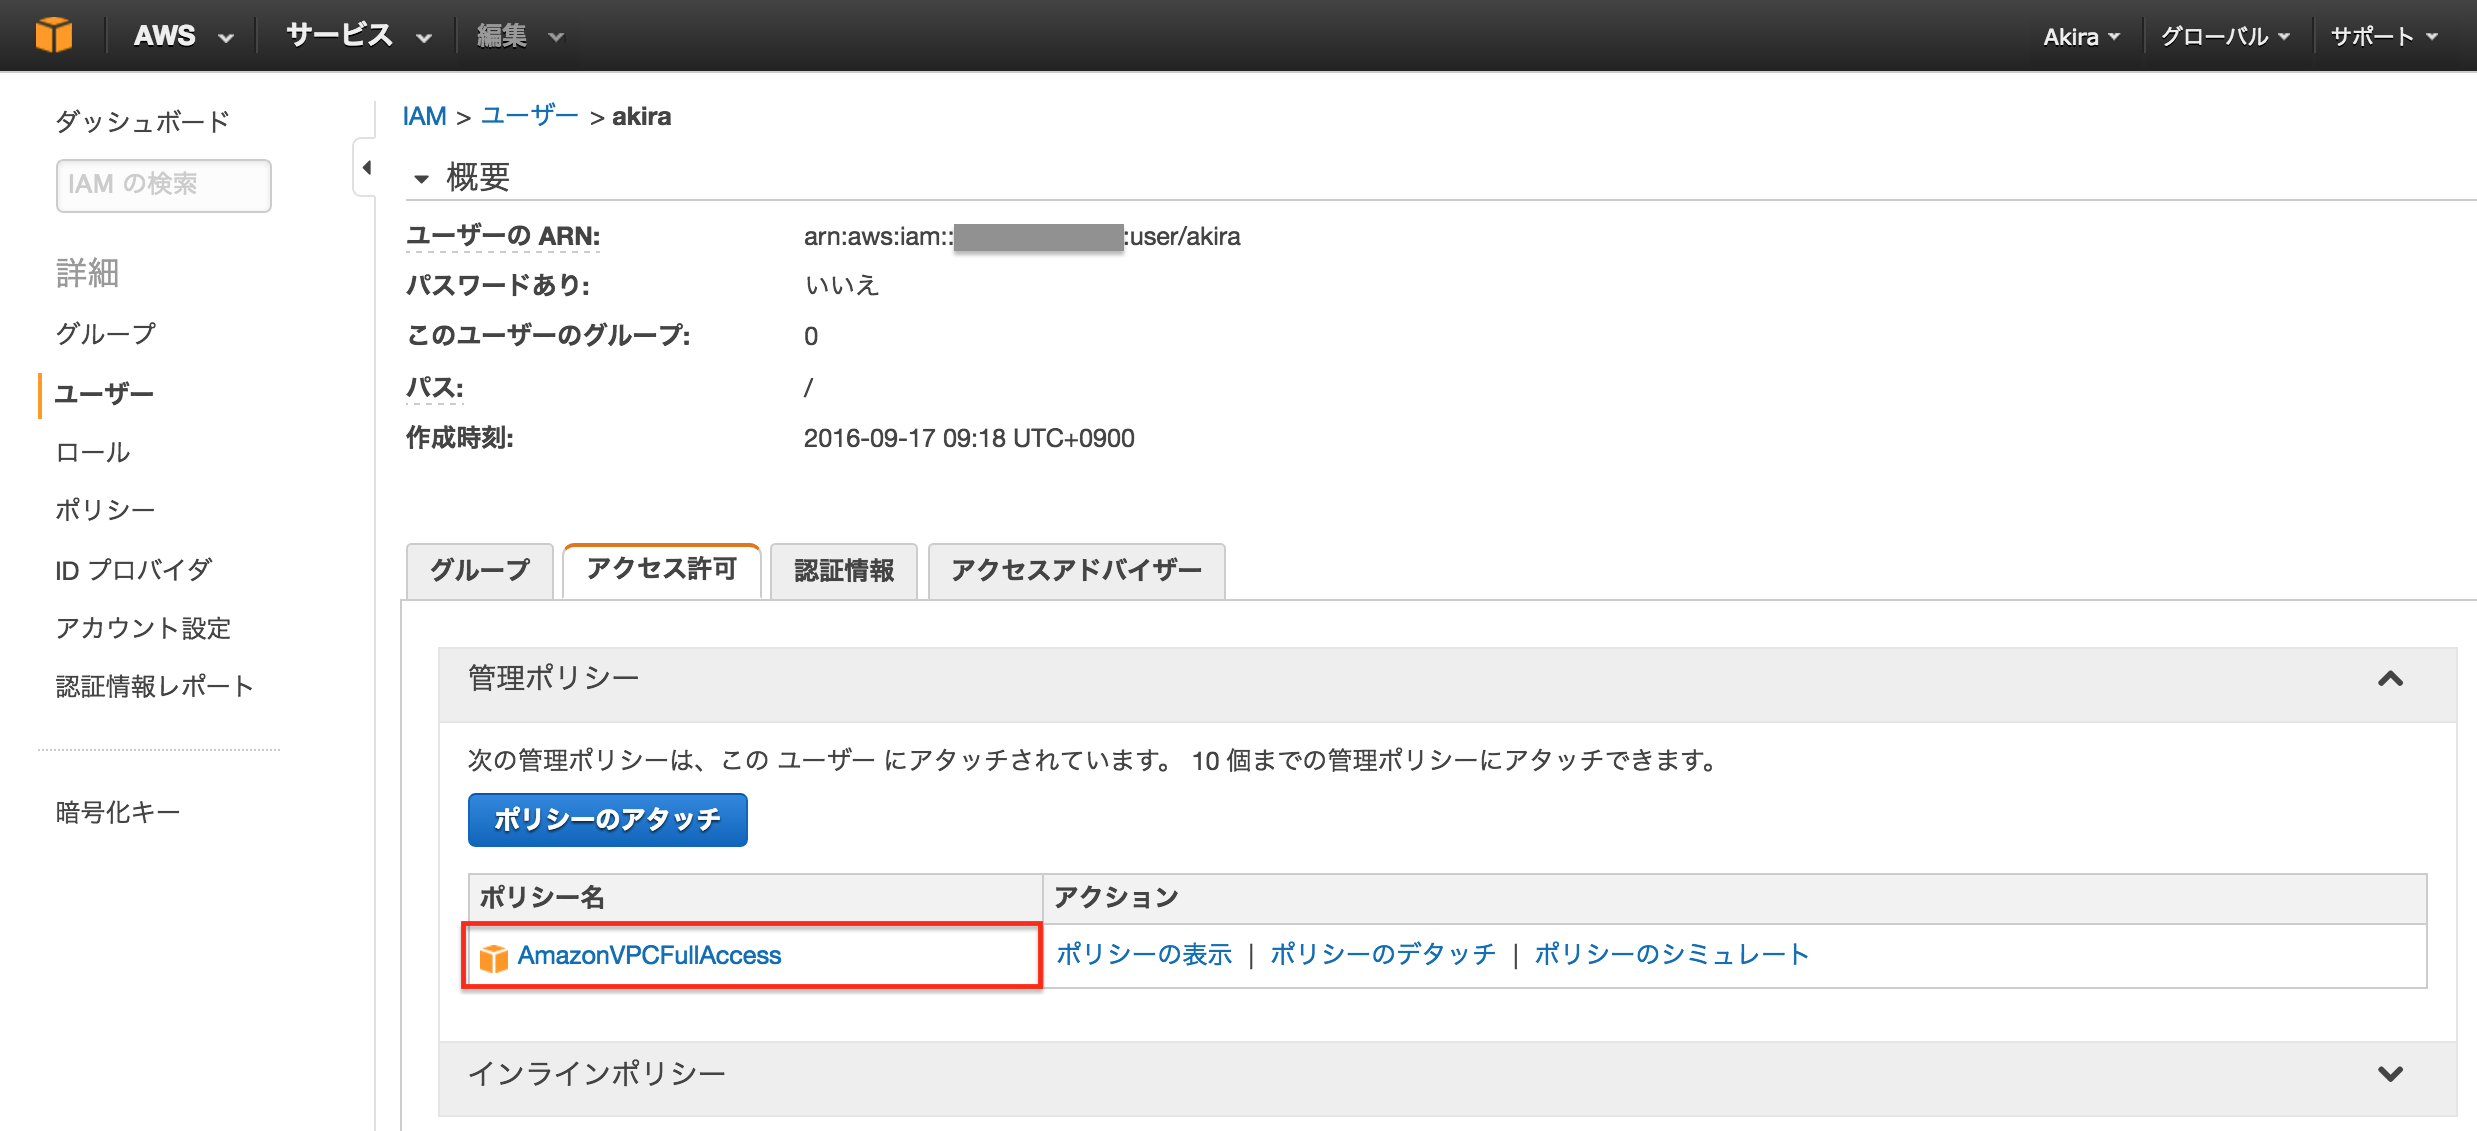 AWS サービス 編集 Akira グローバル サポート
ダッシュボード
IAM の検索
詳細
グループ
ユーザー
ロール
ポリシー
ID プロバイダ
アカウント設定
認証情報レポート
暗号化キー
IAM > ユーザー > akira
概要
ユーザーの ARN: arn:aws:iam:: :user/akira
パスワードあり: いいえ
このユーザーのグループ: 0
パス: /
作成時刻: 2016-09-17 09:18 UTC+0900
グループ アクセス許可 認証情報 アクセスアドバイザー
管理ポリシー
次の管理ポリシーは、この ユーザー にアタッチされています。 10 個までの管理ポリシーにアタッチできます。
ポリシーのアタッチ
ポリシー名 アクション
AmazonVPCFullAccess ポリシーの表示 | ポリシーのデタッチ | ポリシーのシミュレート
インラインポリシー